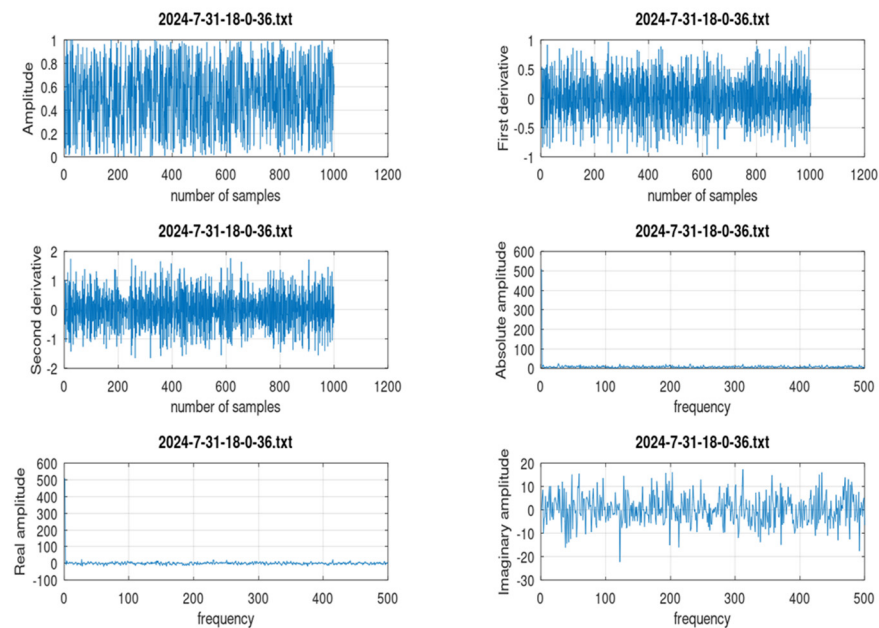 2024-7-31-18-0-36.txt
Amplitude
1
0.8
0.6
0.4
0.2
0
0 200 400 600 800 1000 1200
number of samples
2024-7-31-18-0-36.txt
First derivative
1
0.5
0
-0.5
-1
0 200 400 600 800 1000 1200
number of samples
2024-7-31-18-0-36.txt
Second derivative
2
1
0
-1
-2
0 200 400 600 800 1000 1200
number of samples
2024-7-31-18-0-36.txt
Absolute amplitude
600
500
400
300
200
100
0
0 100 200 300 400 500
frequency
2024-7-31-18-0-36.txt
Real amplitude
600
500
400
300
200
100
0
-100
0 100 200 300 400 500
frequency
2024-7-31-18-0-36.txt
Imaginary amplitude
20
10
0
-10
-20
-30
0 100 200 300 400 500
frequency